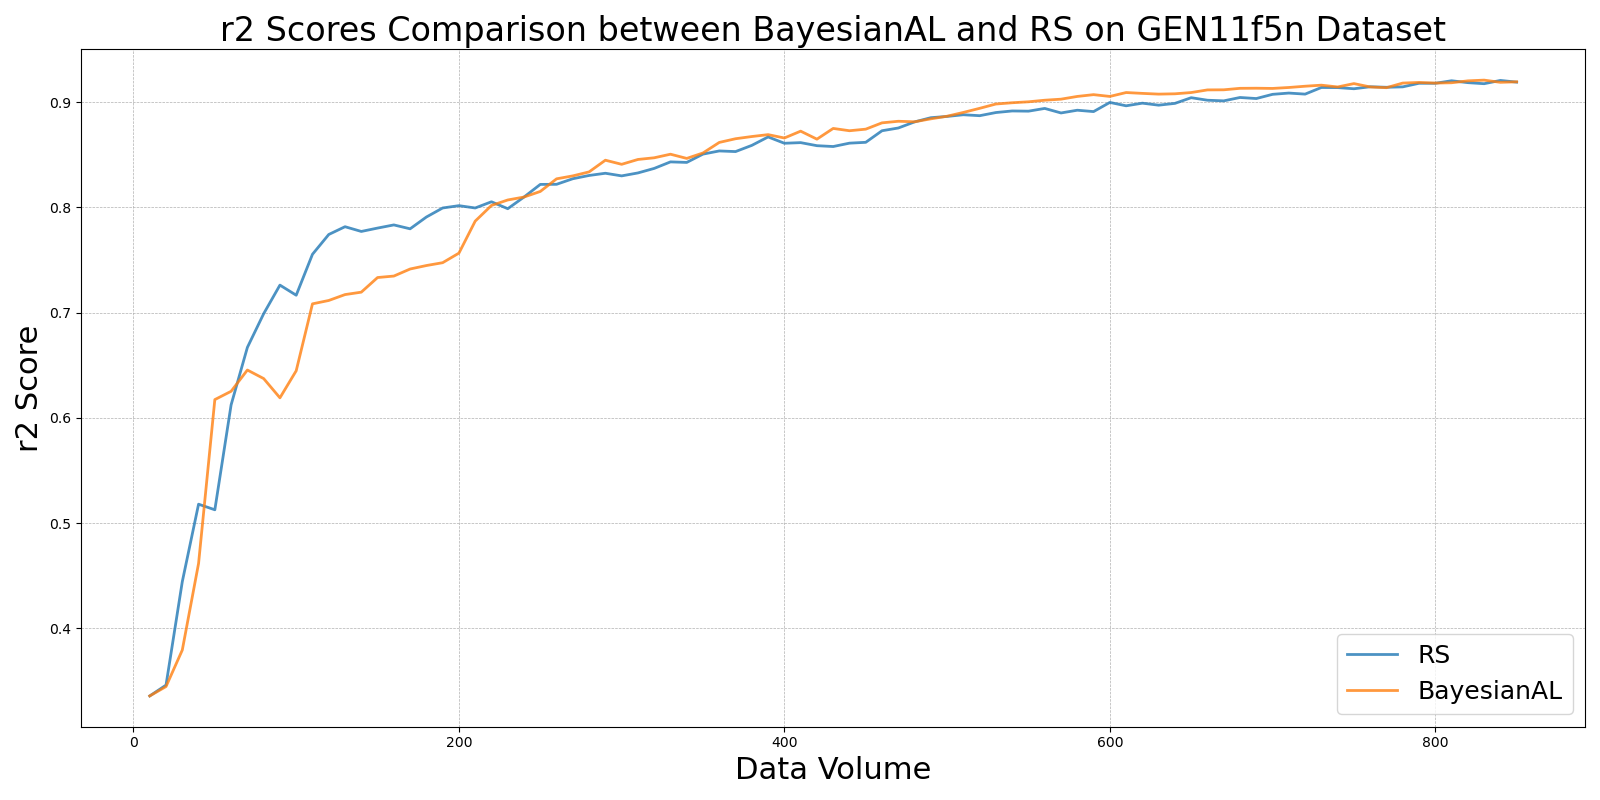 r2 Scores Comparison between BayesianAL and RS on GEN11f5n Dataset
0.9
0.8
0.7
0.6
0.5
0.4
r2 Score
0 200 400 600 800
Data Volume
RS
BayesianAL